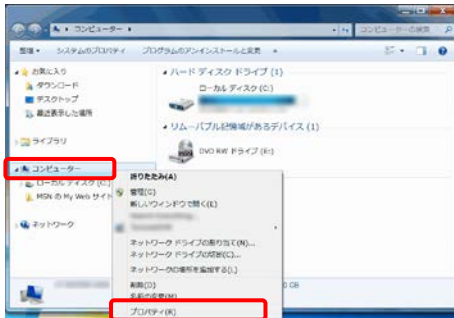 コンピューター
コンピューターの検索
整理
システムのプロパティ
プログラムのアンインストールと変更
お気に入り
ダウンロード
デスクトップ
最近表示した場所
ライブラリ
コンピューター
ローカル ディスク (C:)
MSN の My Web サイト
ネットワーク
ハード ディスク ドライブ (1)
ローカル ディスク (C:)
リムーバブル記憶域があるデバイス (1)
DVD RW ドライブ (E:)
折りたたみ(A)
管理(G)
新しいウィンドウで開く(E)
ネットワーク ドライブの割り当て(N)...
ネットワーク ドライブの切断(C)...
ネットワークの場所を追加する(L)
削除(D)
名前の変更(M)
プロパティ(R)